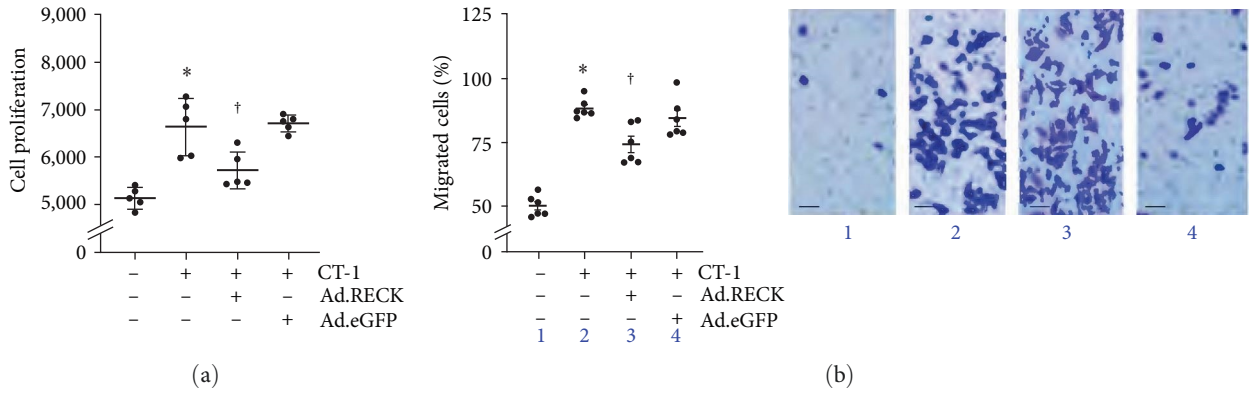 9,000
8,000
7,000
6,000
5,000
0
Cell proliferation
*
†
– + + + CT-1
– – + – Ad.RECK
– – – + Ad.eGFP
(a)
125
100
75
50
0
Migrated cells (%)
*
†
– + + + CT-1
– – + – Ad.RECK
– – – + Ad.eGFP
1 2 3 4
1 2 3 4
(b)